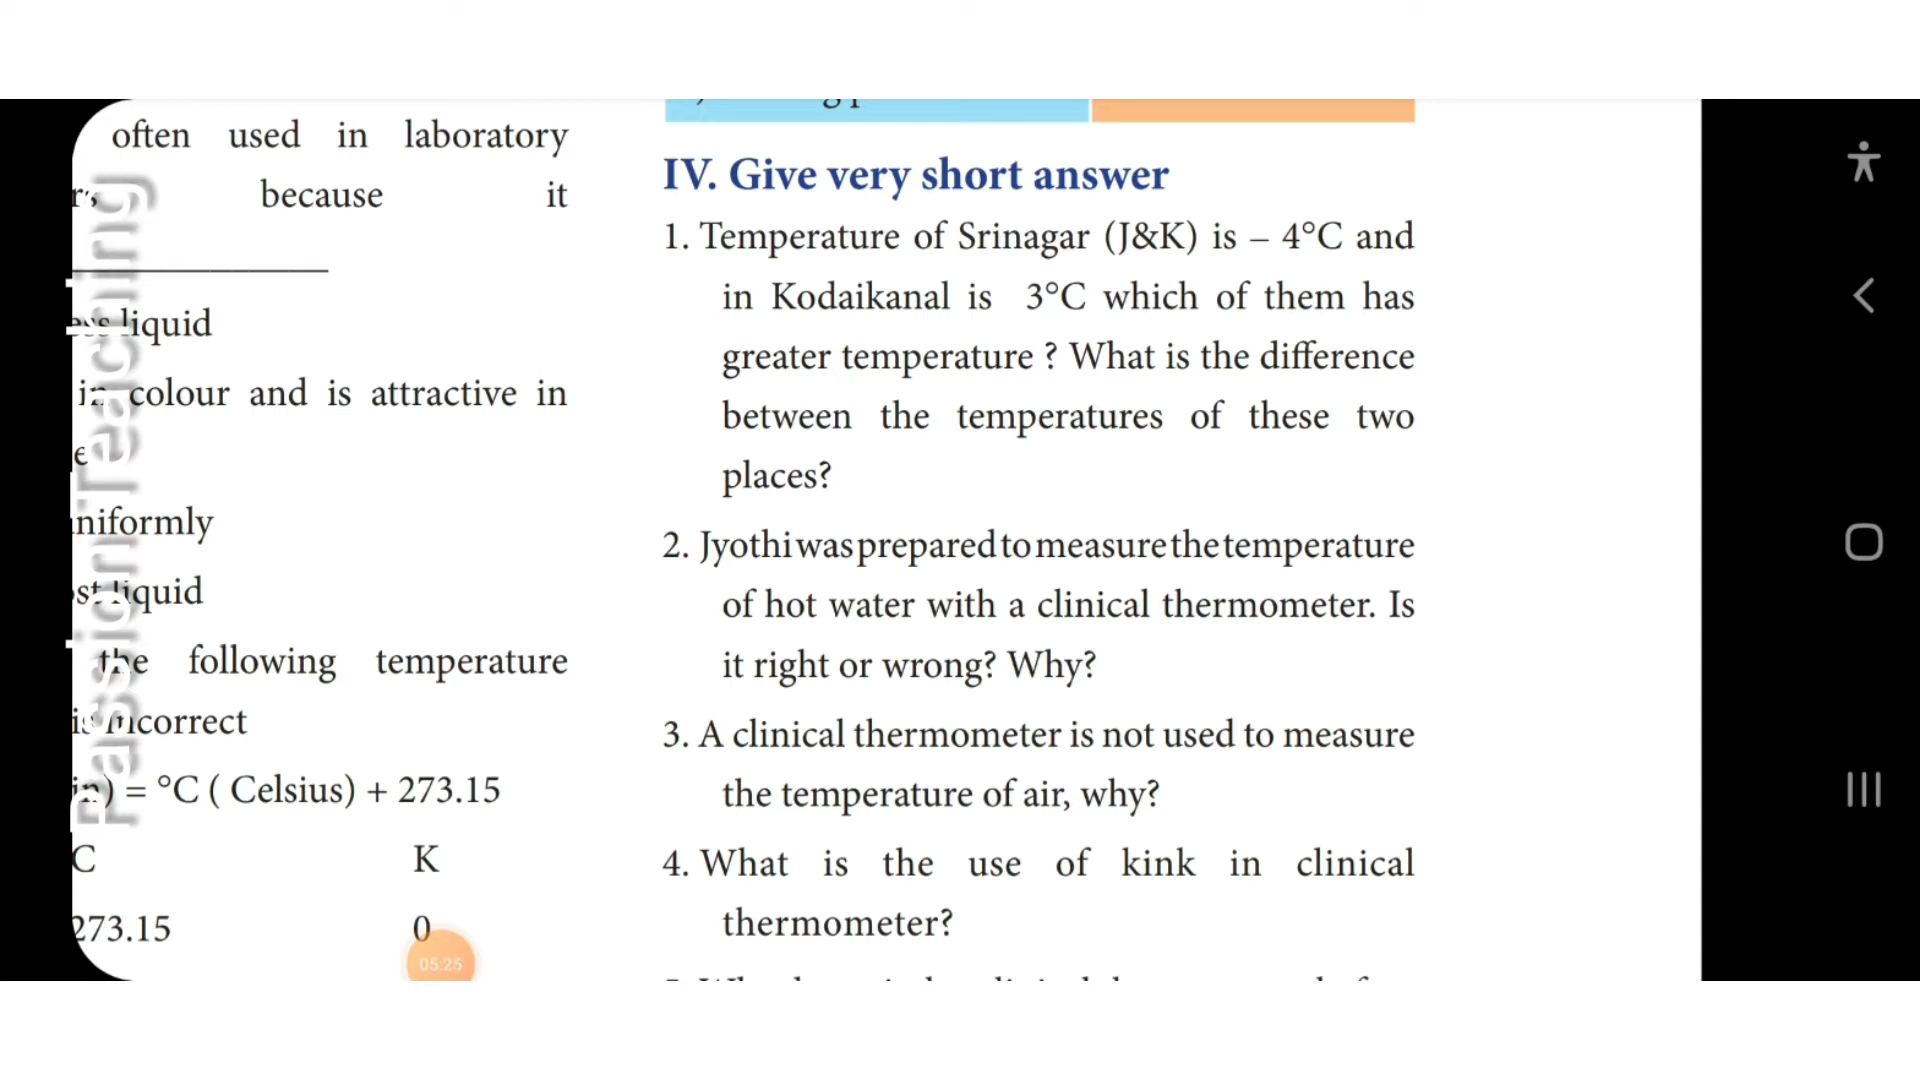 often used in laboratory
because it
liquid
colour and is attractive in
liquid
the following temperature
incorrect
= °C ( Celsius) + 273.15
C K
273.15 0
05:25
Passion Teaching
IV. Give very short answer
1. Temperature of Srinagar (J&K) is – 4°C and
in Kodaikanal is 3°C which of them has
greater temperature ? What is the difference
between the temperatures of these two
places?
2. Jyothi was prepared to measure the temperature
of hot water with a clinical thermometer. Is
it right or wrong? Why?
3. A clinical thermometer is not used to measure
the temperature of air, why?
4. What is the use of kink in clinical
thermometer?